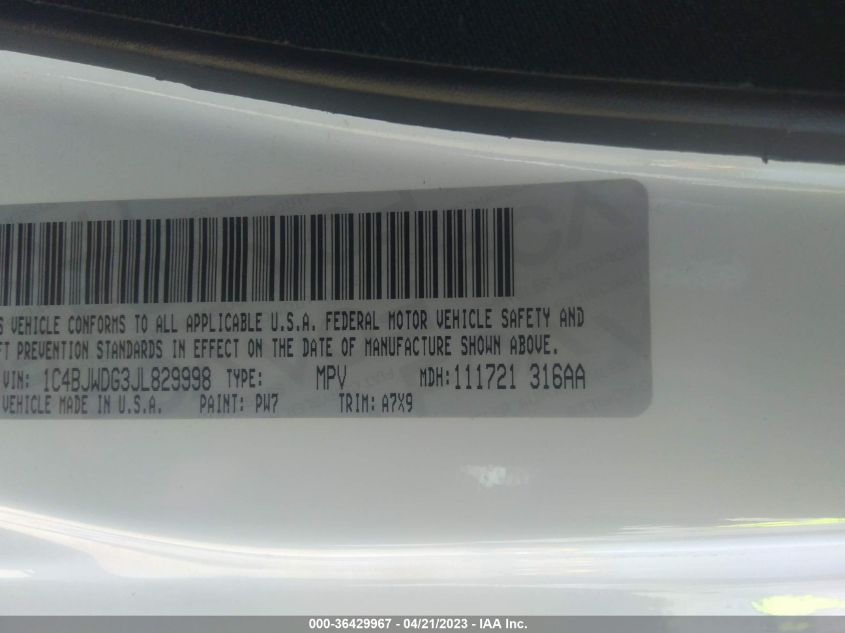 VEHICLE CONFORMS TO ALL APPLICABLE U.S.A. FEDERAL MOTOR VEHICLE SAFETY AND
PREVENTION STANDARDS IN EFFECT ON THE DATE OF MANUFACTURE SHOWN ABOVE.
VIN: 1C4BJWDG3JL829998 TYPE: MPV MDH: 111721 316AA
VEHICLE MADE IN U.S.A. PAINT: PW7 TRIM: A7X9
000-36429967 - 04/21/2023 - IAA Inc.